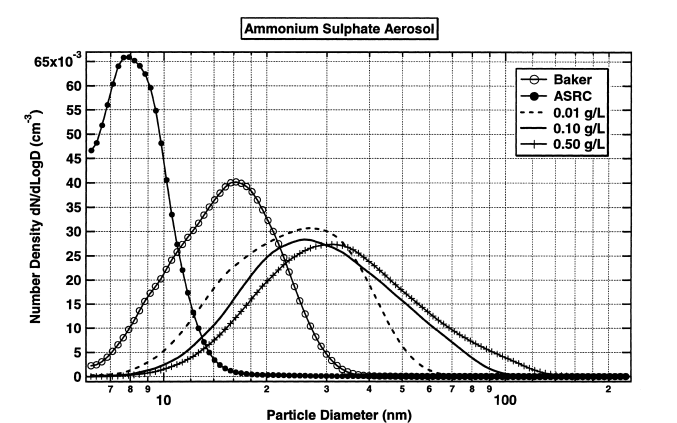 Ammonium Sulphate Aerosol
65x10⁻³
60
55
50
45
40
35
30
25
20
15
10
5
0
Number Density dN/dLogD (cm⁻³)
Baker
ASRC
0.01 g/L
0.10 g/L
0.50 g/L
7 8 9 10 2 3 4 5 6 7 8 9 100 2
Particle Diameter (nm)